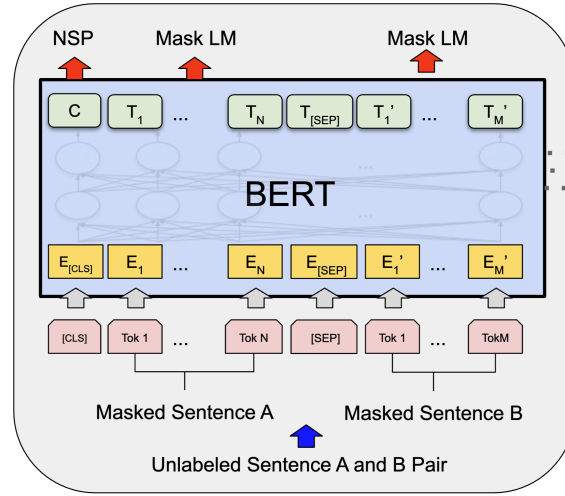 NSP Mask LM Mask LM
C T1 ... TN T[SEP] T1' ... TM'
...
...
BERT
E[CLS] E1 ... EN E[SEP] E1' ... EM'
[CLS] Tok 1 ... Tok N [SEP] Tok 1 ... TokM
Masked Sentence A Masked Sentence B
Unlabeled Sentence A and B Pair